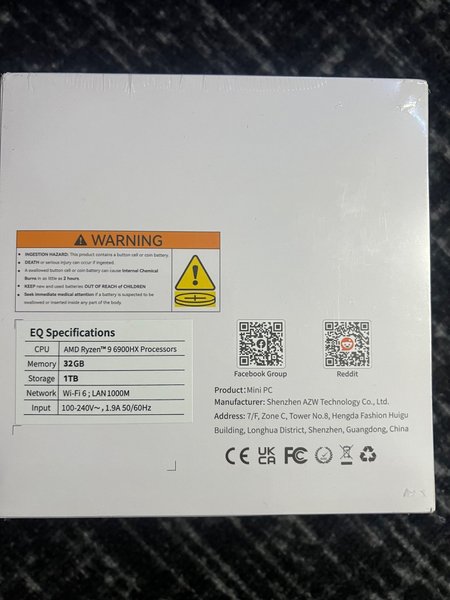 WARNING
INGESTION HAZARD: This product contains a button cell or coin battery.
DEATH or serious injury can occur if ingested.
A swallowed button cell or coin battery can cause Internal Chemical
Burns in as little as 2 hours.
KEEP new and used batteries OUT OF REACH of CHILDREN
Seek immediate medical attention if a battery is suspected to be
swallowed or inserted inside any part of the body.
EQ Specifications
CPU AMD Ryzen™ 9 6900HX Processors
Memory 32GB
Storage 1TB
Network Wi-Fi 6 ; LAN 1000M
Input 100-240V~, 1.9A 50/60Hz
Facebook Group Reddit
Product: Mini PC
Manufacturer: Shenzhen AZW Technology Co., Ltd.
Address: 7/F, Zone C, Tower No.8, Hengda Fashion Huigu
Building, Longhua District, Shenzhen, Guangdong, China
CE UK CA FC